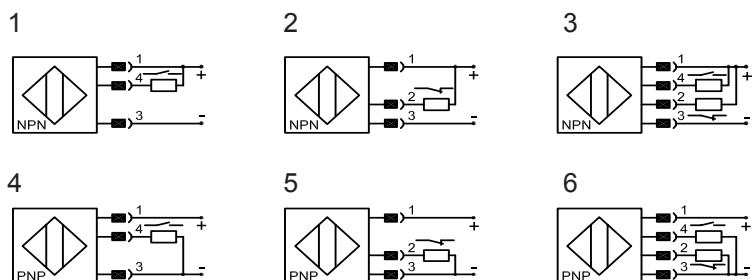 1 2 3
1 1 1
+ + +
4 4
2 2
NPN 3 NPN 3 NPN 3
- - -
4 5 6
1 1 1
+ + +
4 4
2 2
PNP 3 PNP 3 PNP 3
- - -